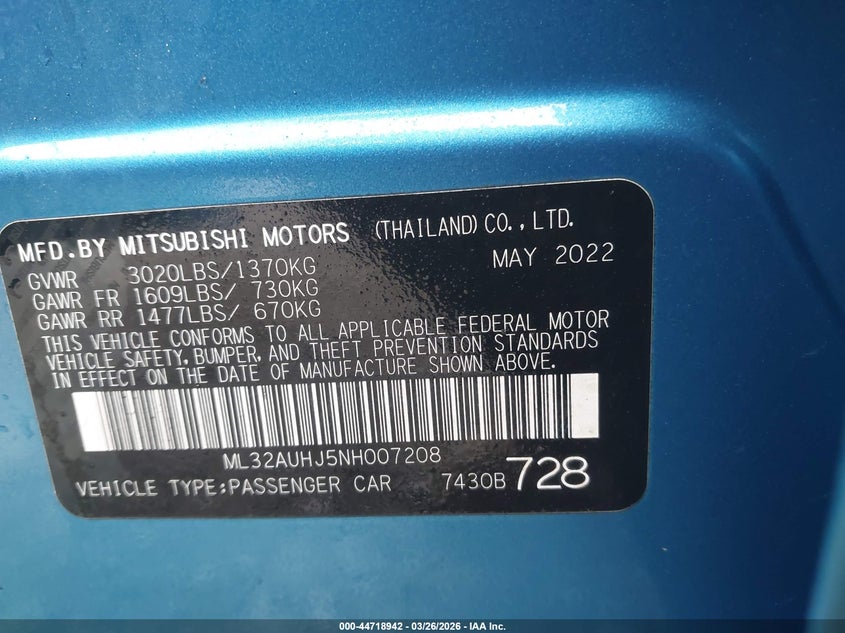 MFD.BY MITSUBISHI MOTORS (THAILAND) CO., LTD.
GVWR 3020LBS/1370KG MAY 2022
GAWR FR 1609LBS/ 730KG
GAWR RR 1477LBS/ 670KG
THIS VEHICLE CONFORMS TO ALL APPLICABLE FEDERAL MOTOR
VEHICLE SAFETY, BUMPER, AND THEFT PREVENTION STANDARDS
IN EFFECT ON THE DATE OF MANUFACTURE SHOWN ABOVE.
ML32AUHJ5NH007208
VEHICLE TYPE:PASSENGER CAR 7430B 728
000-44718942 - 03/26/2026 - IAA Inc.